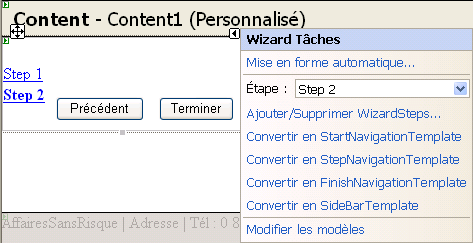 Content - Content1 (Personnalisé)
Step 1
Step 2
Précédent
Terminer
AffairesSansRisque | Adresse | Tél : 0 8
Wizard Tâches
Mise en forme automatique...
Étape : Step 2
Ajouter/Supprimer WizardSteps...
Convertir en StartNavigationTemplate
Convertir en StepNavigationTemplate
Convertir en FinishNavigationTemplate
Convertir en SideBarTemplate
Modifier les modèles